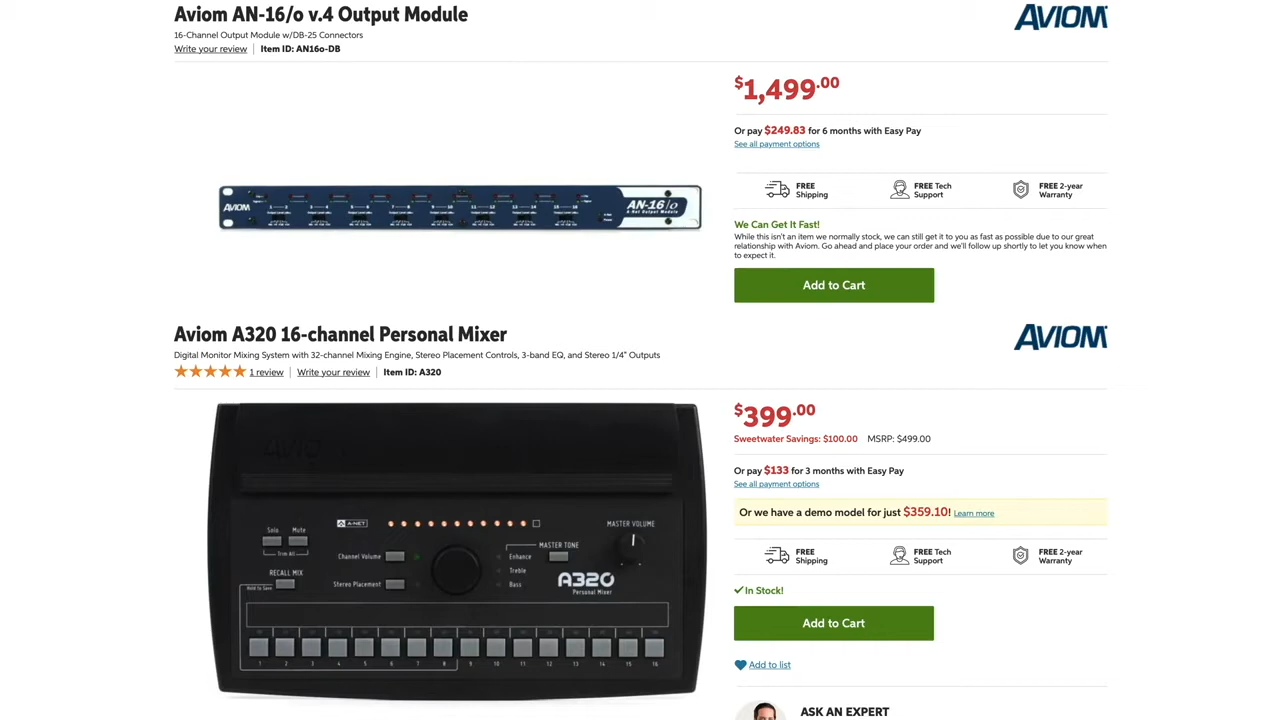 Aviom AN-16/o v.4 Output Module
AVIOM
16-Channel Output Module w/DB-25 Connectors
Write your review | Item ID: AN16o-DB
$1,499.00
Or pay $249.83 for 6 months with Easy Pay
See all payment options
FREE Shipping
FREE Tech Support
FREE 2-year Warranty
AVIOM
AN-16/o
A-Net Output Module
We Can Get It Fast!
While this isn't an item we normally stock, we can still get it to you as fast as possible due to our great
relationship with Aviom. Go ahead and place your order and we'll follow up shortly to let you know when
to expect it.
Add to Cart
Aviom A320 16-channel Personal Mixer
AVIOM
Digital Monitor Mixing System with 32-channel Mixing Engine, Stereo Placement Controls, 3-band EQ, and Stereo 1/4" Outputs
1 review | Write your review | Item ID: A320
$399.00
Sweetwater Savings: $100.00 MSRP: $499.00
Or pay $133 for 3 months with Easy Pay
See all payment options
Or we have a demo model for just $359.10! Learn more
FREE Shipping
FREE Tech Support
FREE 2-year Warranty
In Stock!
Add to Cart
Add to list
ASK AN EXPERT
AVIOM
A-NET
MASTER VOLUME
Solo Mute
Trim All
MASTER TONE
Channel Volume
Enhance
Treble
RECALL MIX
Stereo Placement
Bass
Hold to Save
A320
Personal Mixer
1 2 3 4 5 6 7 8 9 10 11 12 13 14 15 16